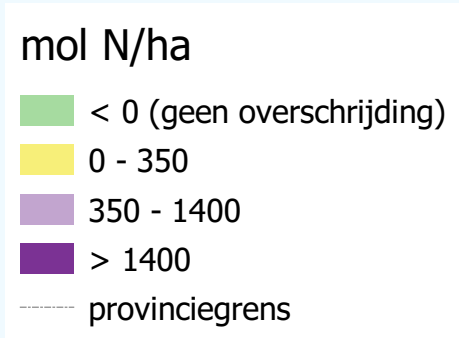 mol N/ha
< 0 (geen overschrijding)
0 - 350
350 - 1400
> 1400
provinciegrens